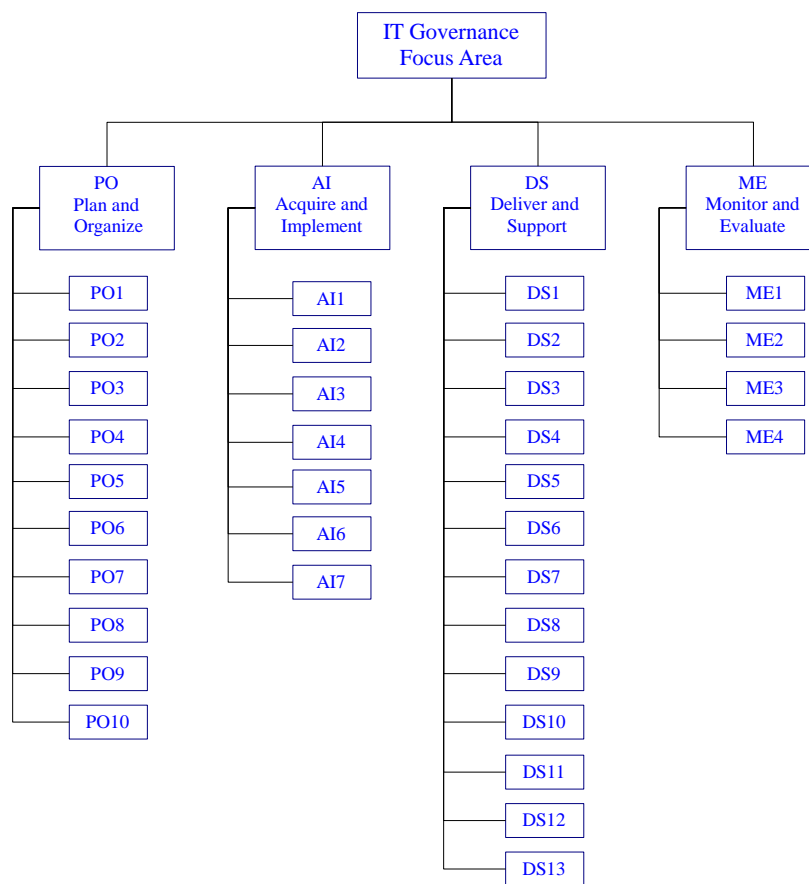 IT Governance
Focus Area
PO
Plan and
Organize
AI
Acquire and
Implement
DS
Deliver and
Support
ME
Monitor and
Evaluate
PO1
PO2
PO3
PO4
PO5
PO6
PO7
PO8
PO9
PO10
AI1
AI2
AI3
AI4
AI5
AI6
AI7
DS1
DS2
DS3
DS4
DS5
DS6
DS7
DS8
DS9
DS10
DS11
DS12
DS13
ME1
ME2
ME3
ME4